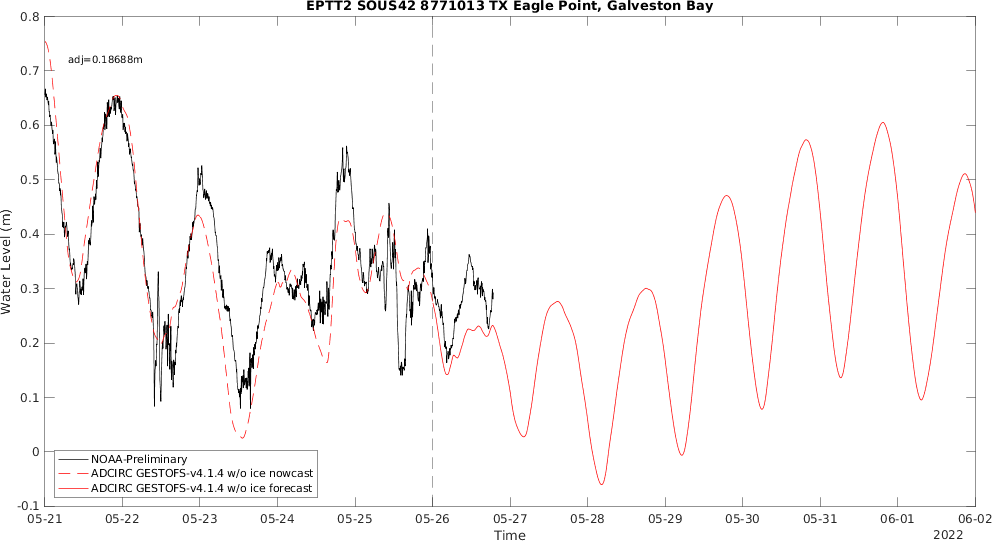 EPTT2 SOUS42 8771013 TX Eagle Point, Galveston Bay
adj=0.18688m
Water Level (m)
0.8
0.7
0.6
0.5
0.4
0.3
0.2
0.1
0
-0.1
NOAA-Preliminary
ADCIRC GESTOFS-v4.1.4 w/o ice nowcast
ADCIRC GESTOFS-v4.1.4 w/o ice forecast
05-21 05-22 05-23 05-24 05-25 05-26 05-27 05-28 05-29 05-30 05-31 06-01 06-02
Time
2022